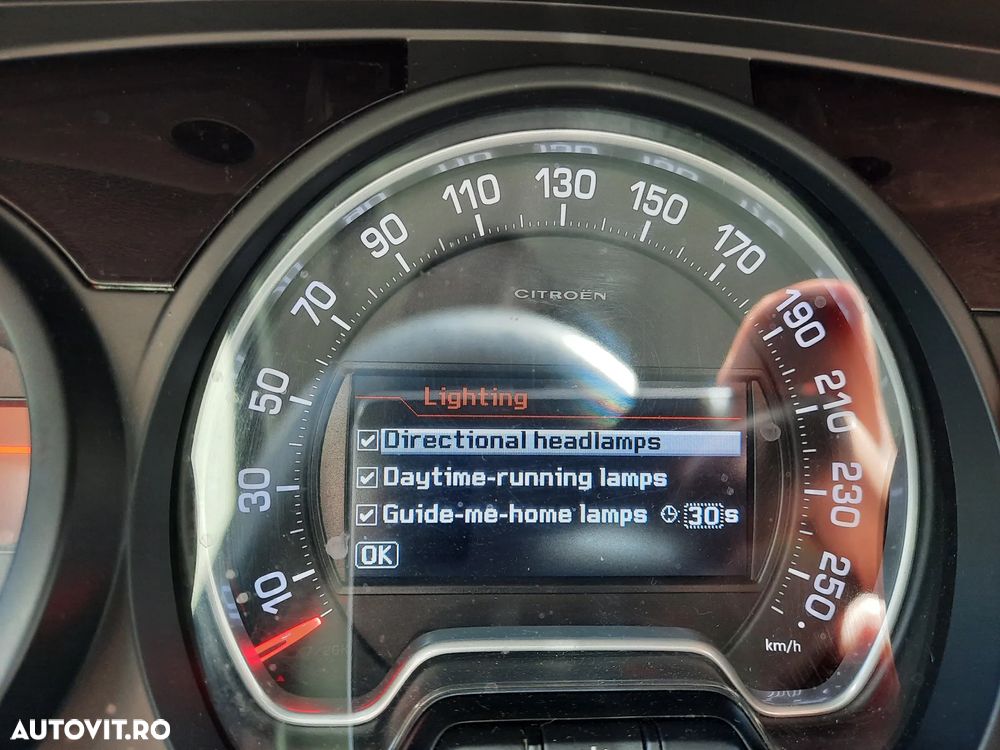 10
30
50
70
90
110
130
150
170
190
210
230
250
km/h
CITROËN
Lighting
Directional headlamps
Daytime-running lamps
Guide-me-home lamps 30 s
OK
AUTOVIT.RO